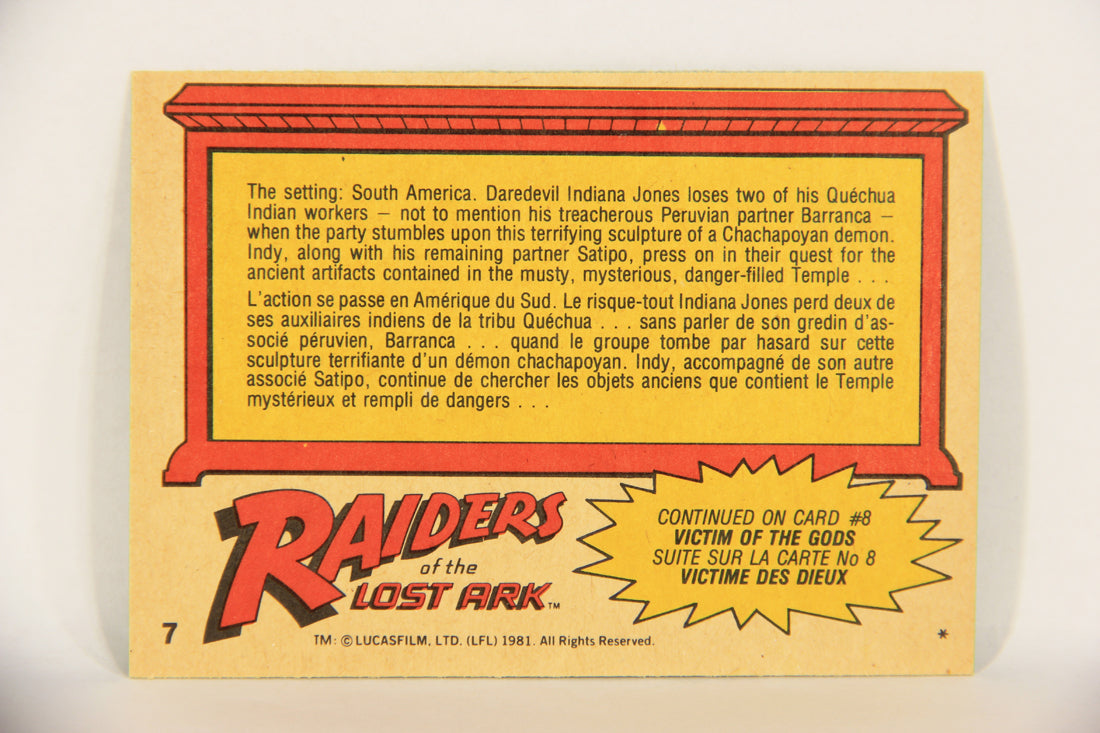 The setting: South America. Daredevil Indiana Jones loses two of his Quéchua
Indian workers — not to mention his treacherous Peruvian partner Barranca —
when the party stumbles upon this terrifying sculpture of a Chachapoyan demon.
Indy, along with his remaining partner Satipo, press on in their quest for the
ancient artifacts contained in the musty, mysterious, danger-filled Temple . . .
L'action se passe en Amérique du Sud. Le risque-tout Indiana Jones perd deux de
ses auxiliaires indiens de la tribu Quéchua . . . sans parler de son gredin d'as-
socié péruvien, Barranca . . . quand le groupe tombe par hasard sur cette
sculpture terrifiante d'un démon chachapoyan. Indy, accompagné de son autre
associé Satipo, continue de chercher les objets anciens que contient le Temple
mystérieux et rempli de dangers . . .
RAIDERS
of the
LOST ARK™
CONTINUED ON CARD #8
VICTIM OF THE GODS
SUITE SUR LA CARTE No 8
VICTIME DES DIEUX
7
TM: © LUCASFILM, LTD. (LFL) 1981. All Rights Reserved.
*